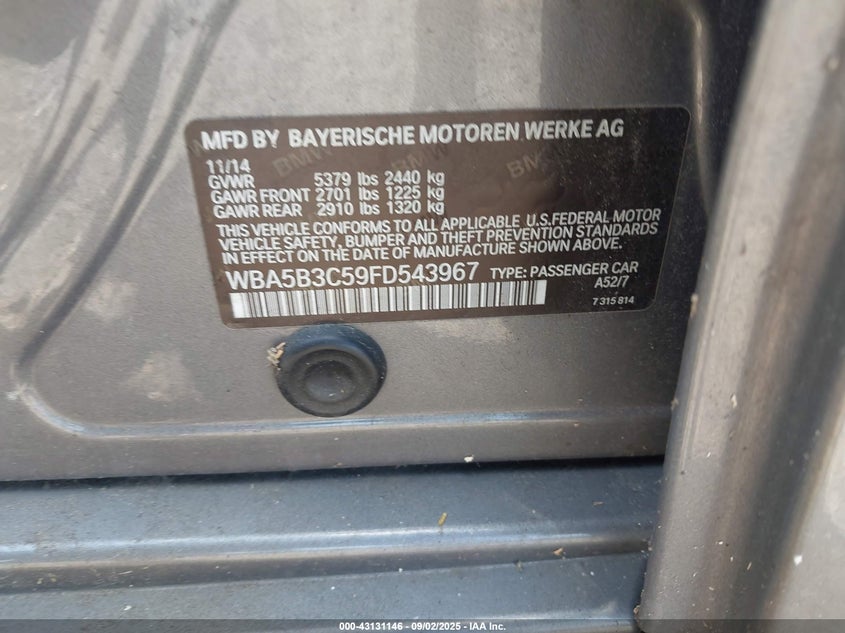 MFD BY BAYERISCHE MOTOREN WERKE AG
11/14
GVWR 5379 lbs 2440 kg
GAWR FRONT 2701 lbs 1225 kg
GAWR REAR 2910 lbs 1320 kg
THIS VEHICLE CONFORMS TO ALL APPLICABLE U.S.FEDERAL MOTOR
VEHICLE SAFETY, BUMPER AND THEFT PREVENTION STANDARDS
IN EFFECT ON THE DATE OF MANUFACTURE SHOWN ABOVE.
WBA5B3C59FD543967 TYPE: PASSENGER CAR
A52/7
7 315 814
000-43131146 - 09/02/2025 - IAA Inc.